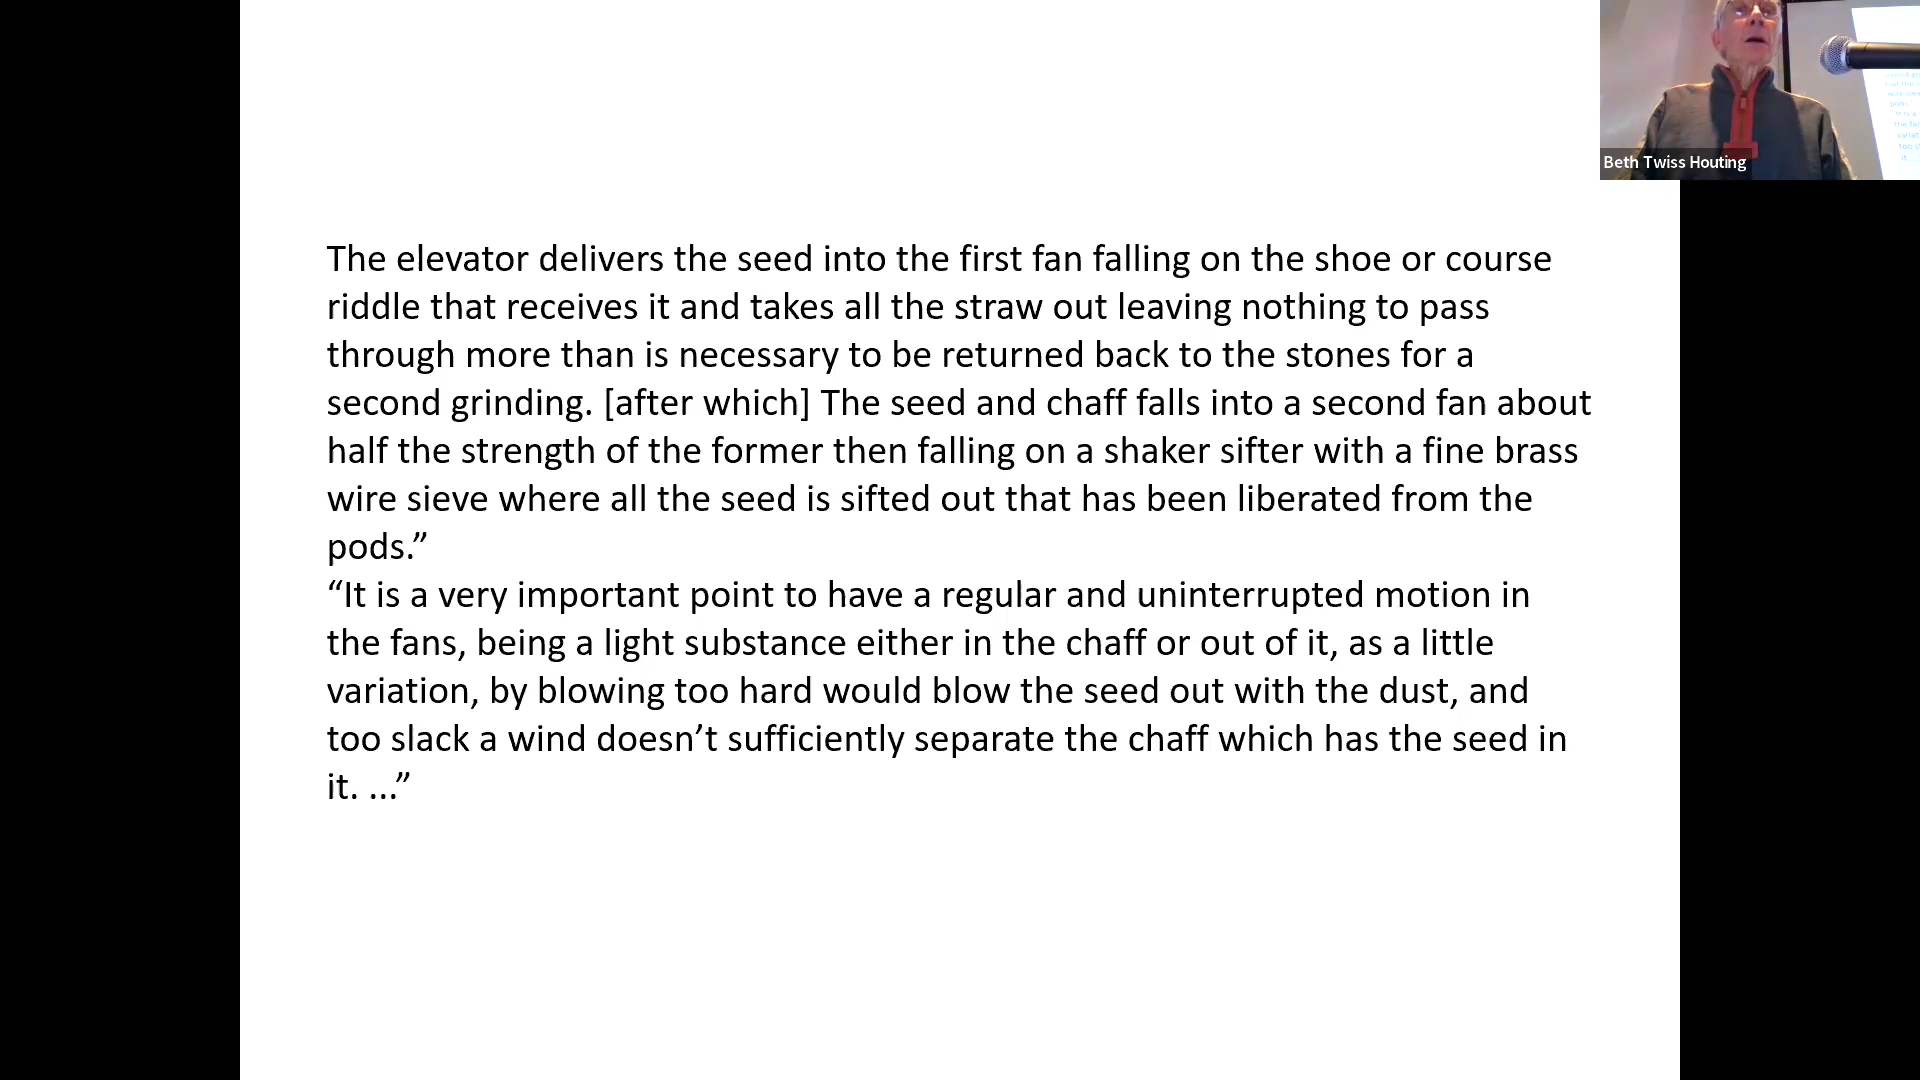 Beth Twiss Houting
The elevator delivers the seed into the first fan falling on the shoe or course
riddle that receives it and takes all the straw out leaving nothing to pass
through more than is necessary to be returned back to the stones for a
second grinding. [after which] The seed and chaff falls into a second fan about
half the strength of the former then falling on a shaker sifter with a fine brass
wire sieve where all the seed is sifted out that has been liberated from the
pods.”
“It is a very important point to have a regular and uninterrupted motion in
the fans, being a light substance either in the chaff or out of it, as a little
variation, by blowing too hard would blow the seed out with the dust, and
too slack a wind doesn’t sufficiently separate the chaff which has the seed in
it. ...”